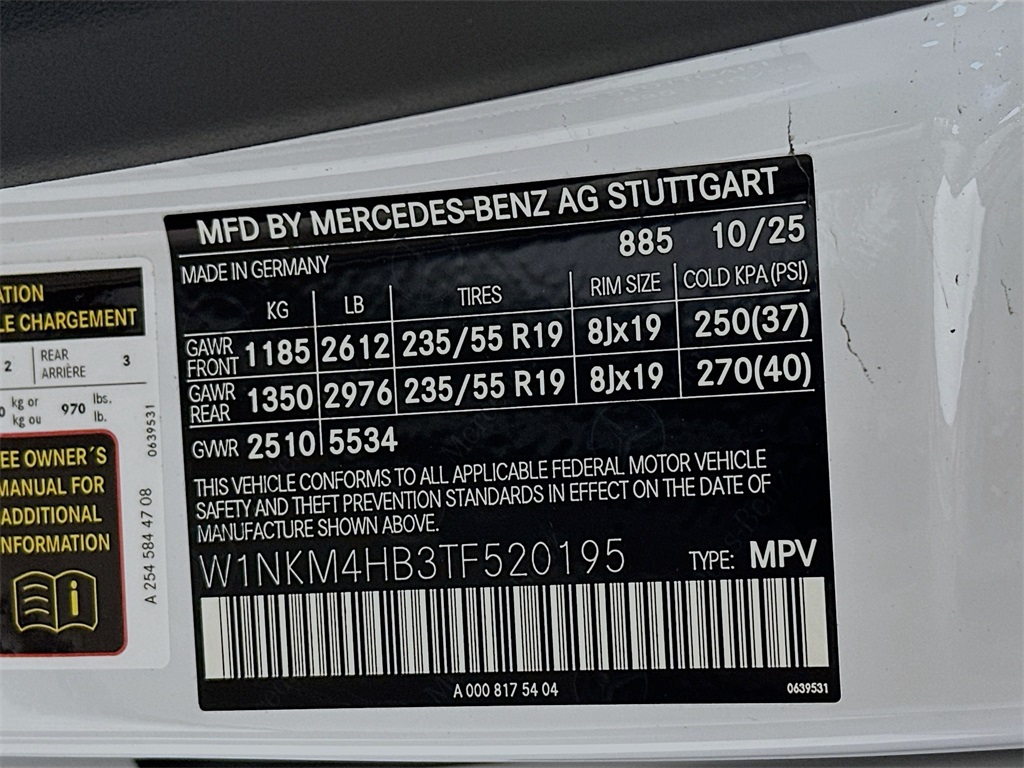 MFD BY MERCEDES-BENZ AG STUTTGART
885 10/25
MADE IN GERMANY
KG LB TIRES RIM SIZE COLD KPA(PSI)
GAWR FRONT 1185 2612 235/55 R19 8Jx19 250(37)
GAWR REAR 1350 2976 235/55 R19 8Jx19 270(40)
GVWR 2510 5534
THIS VEHICLE CONFORMS TO ALL APPLICABLE FEDERAL MOTOR VEHICLE
SAFETY AND THEFT PREVENTION STANDARDS IN EFFECT ON THE DATE OF
MANUFACTURE SHOWN ABOVE.
W1NKM4HB3TF520195 TYPE: MPV
A 000 817 54 04 0639531
CHARGEMENT
2 REAR 3
ARRIÈRE
kg or 970 lbs.
kg ou lb.
OWNER´S
MANUAL FOR
ADDITIONAL
INFORMATION
i
A 254 584 47 08 0639531